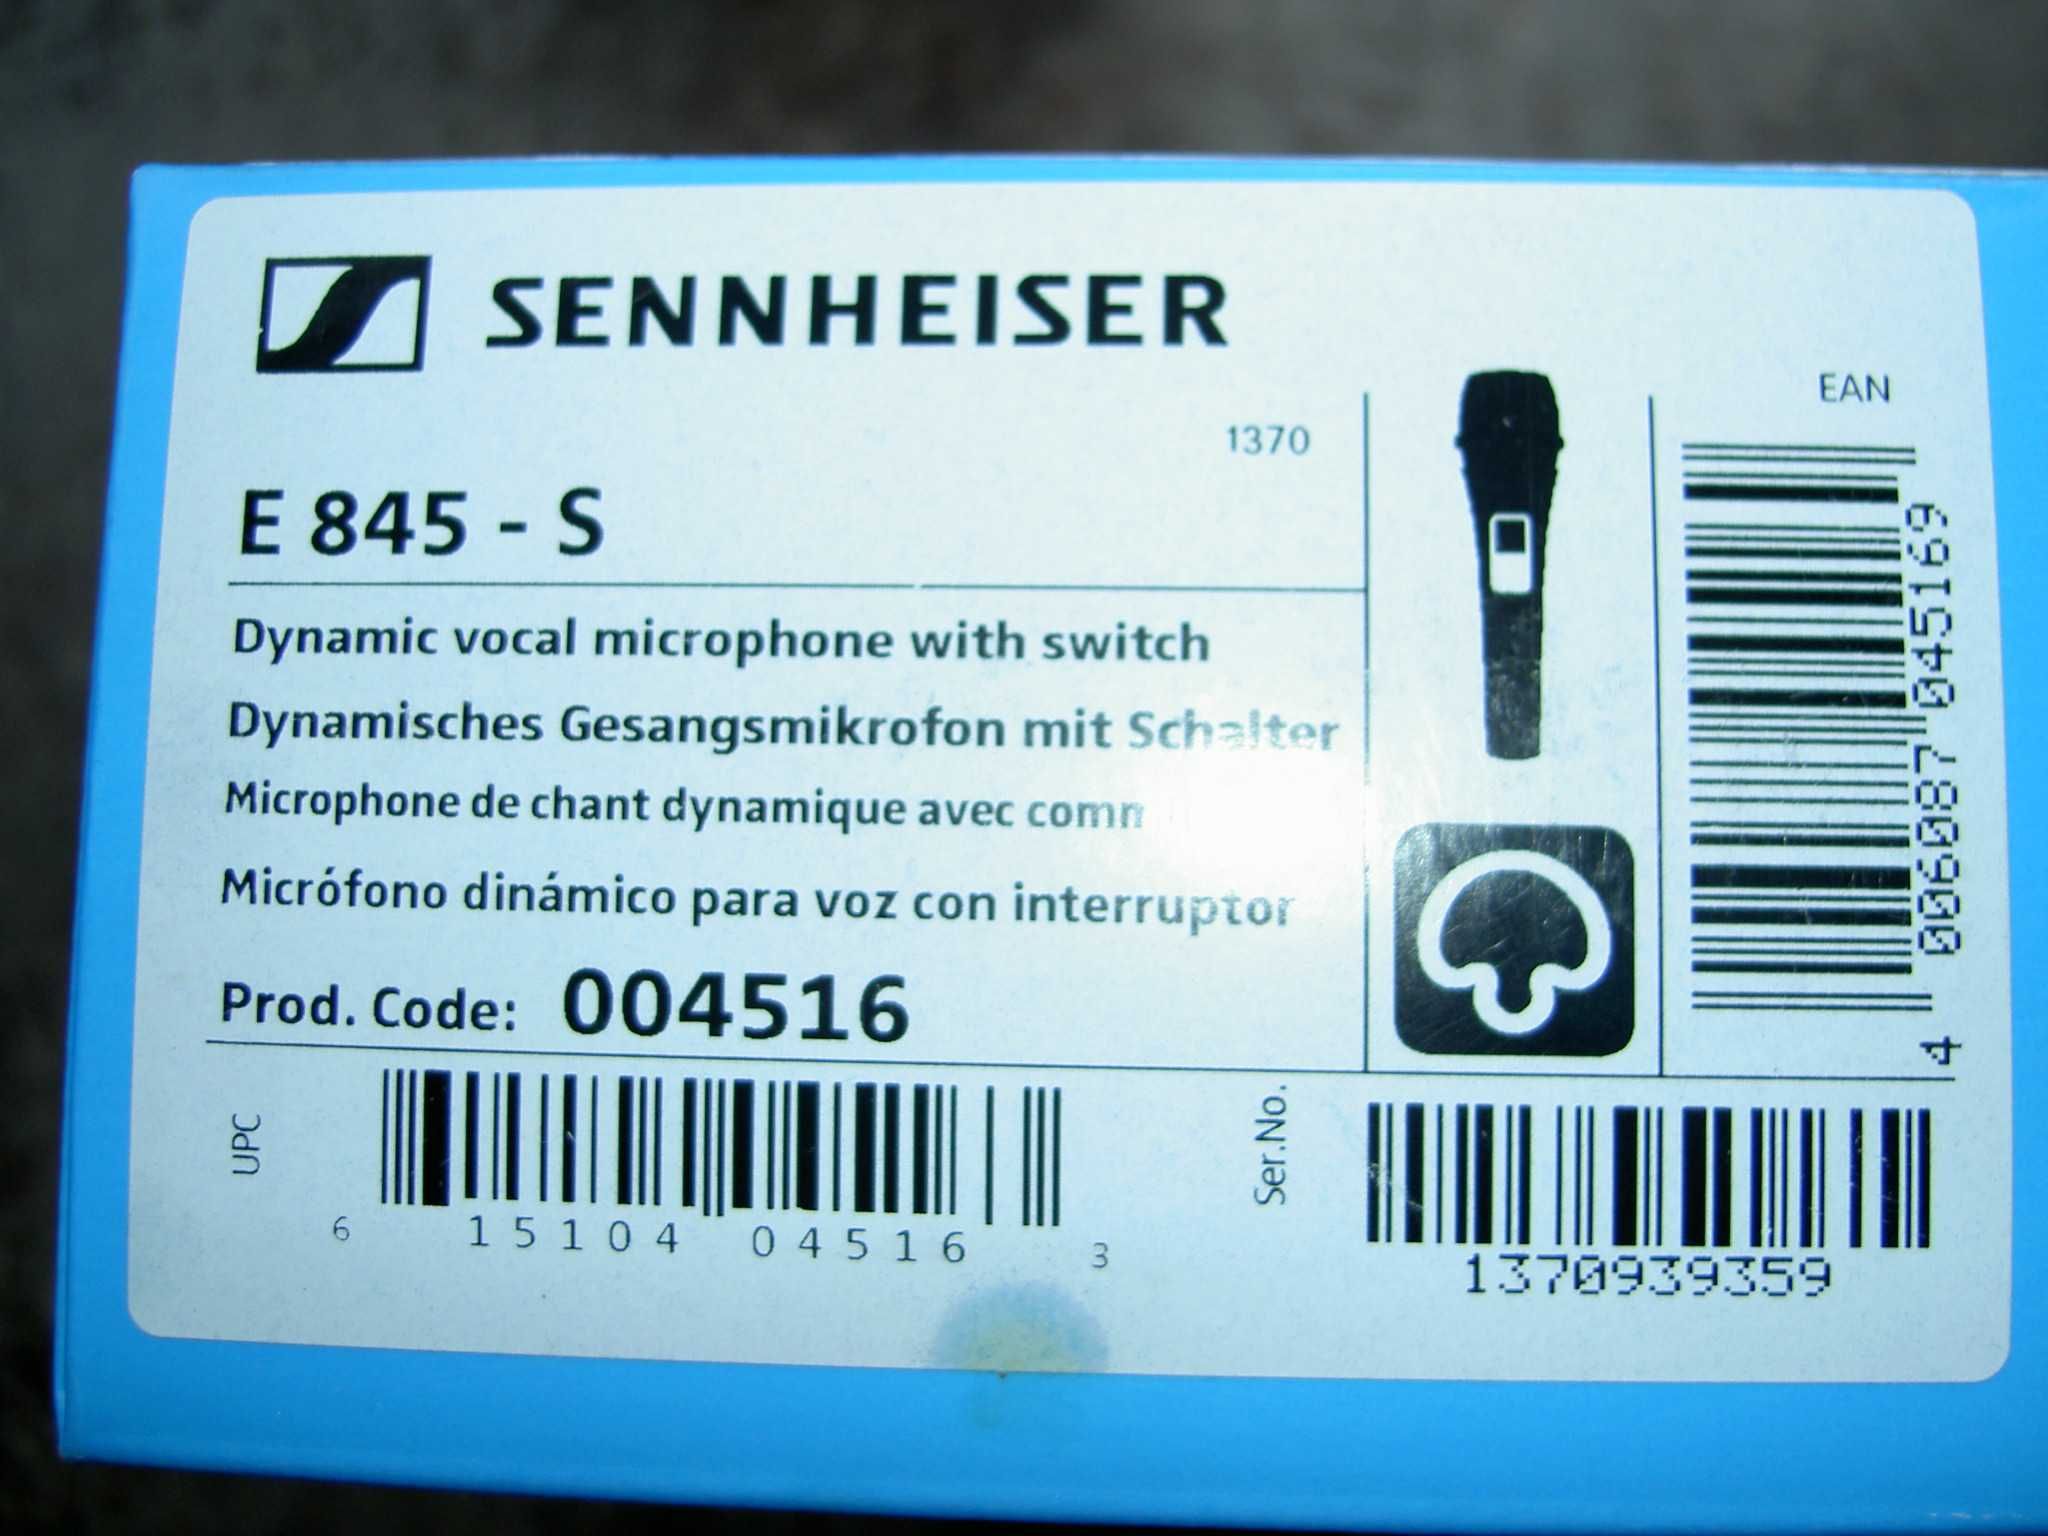 SENNHEISER
1370
E 845 - S
Dynamic vocal microphone with switch
Dynamisches Gesangsmikrofon mit Schalter
Microphone de chant dynamique avec
Micrófono dinámico para voz con interruptor
Prod. Code: 004516
EAN
4 006087 045169
UPC
6 15104 04516 3
Ser.No.
1370939359